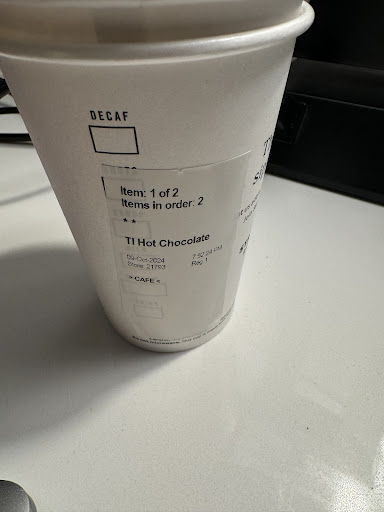 DECAF
Item: 1 of 2
Items in order: 2
* *
Tl Hot Chocolate
09-Oct-2024 7:52:24 PM
Store: 21793 Reg: 1
> CAFE <